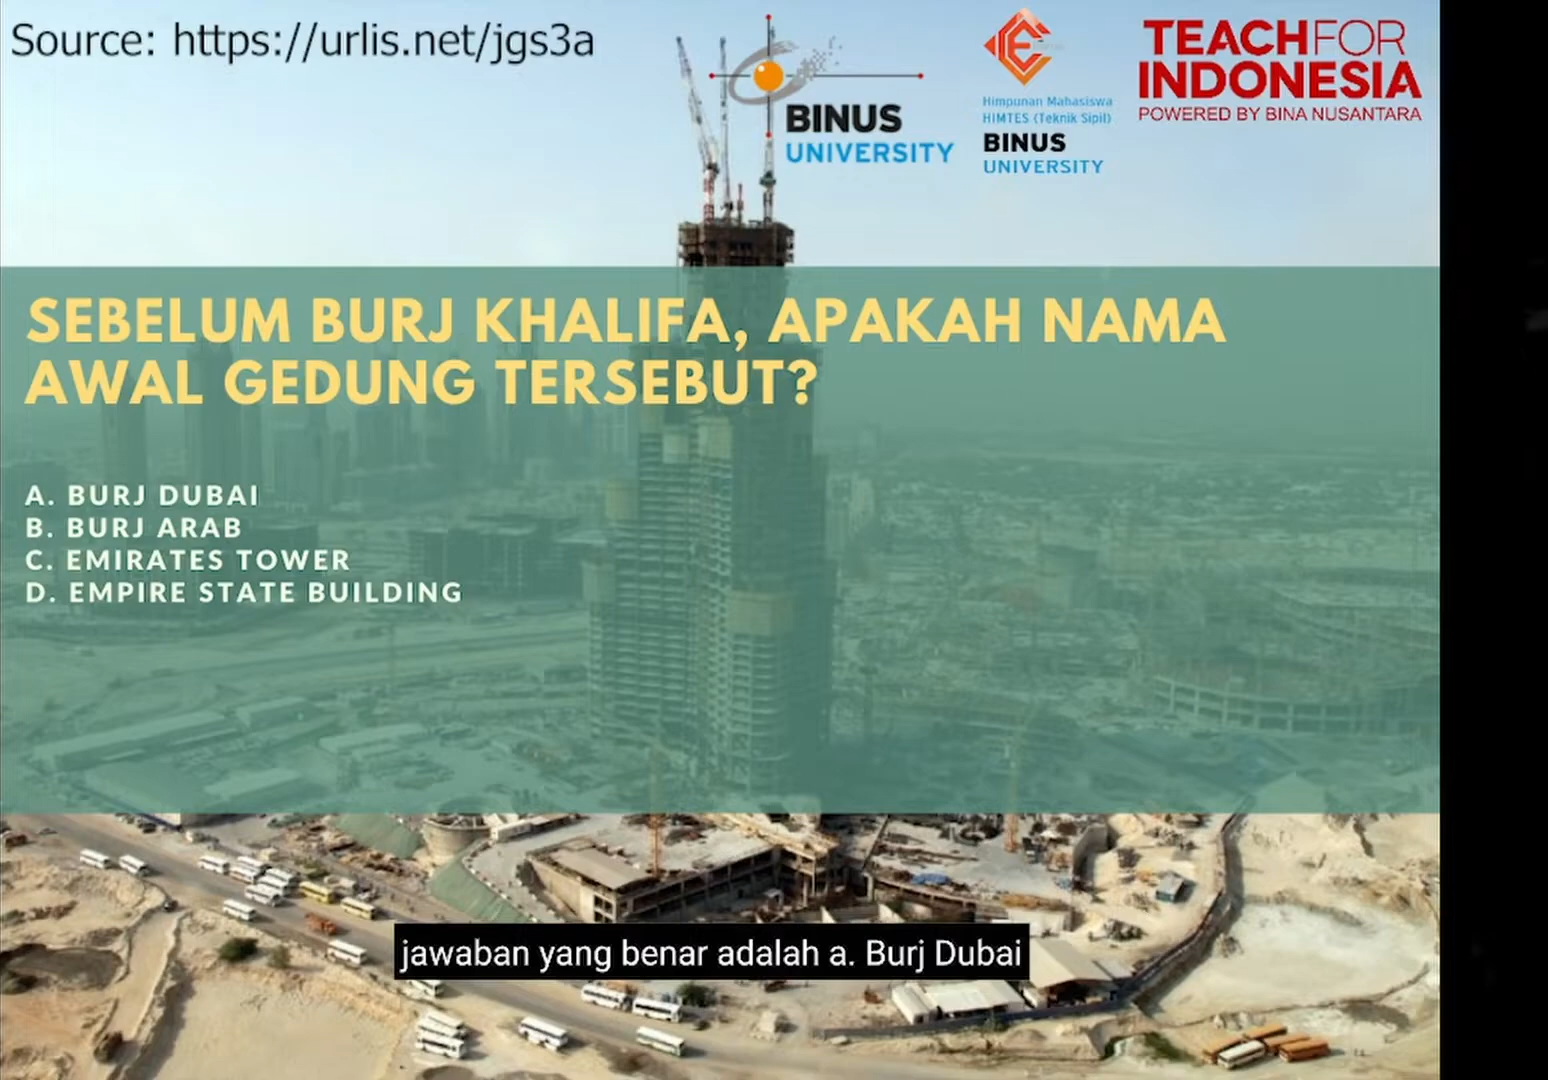 Source: https://urlis.net/jgs3a
BINUS
UNIVERSITY
Himpunan Mahasiswa
HIMTES (Teknik Sipil)
BINUS
UNIVERSITY
TEACH FOR
INDONESIA
POWERED BY BINA NUSANTARA
SEBELUM BURJ KHALIFA, APAKAH NAMA
AWAL GEDUNG TERSEBUT?
A. BURJ DUBAI
B. BURJ ARAB
C. EMIRATES TOWER
D. EMPIRE STATE BUILDING
jawaban yang benar adalah a. Burj Dubai